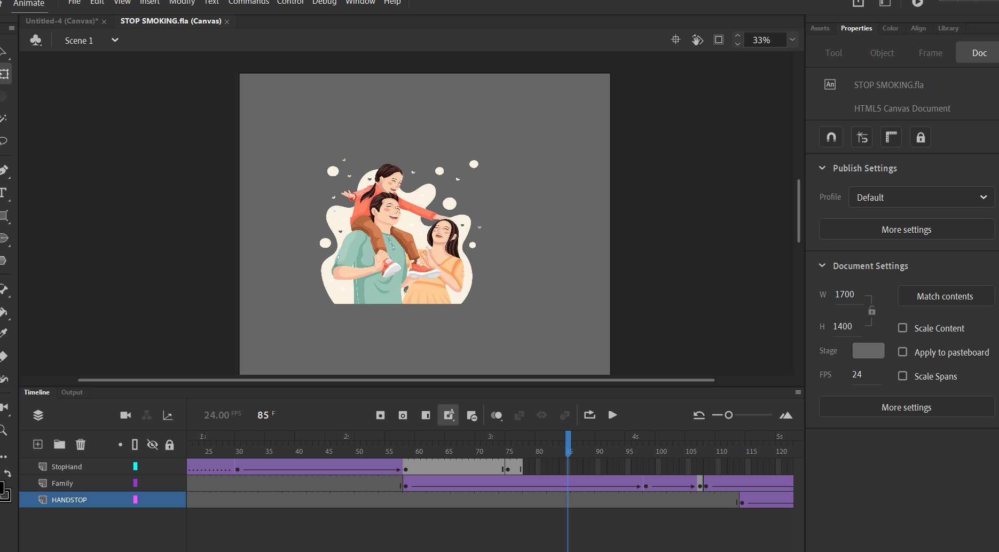 Animate File Edit View Insert Modify Text Commands Control Debug Window Help
Untitled-4 (Canvas)* STOP SMOKING.fla (Canvas)
Scene 1 33%
Assets Properties Color Align Library
Tool Object Frame Doc
An STOP SMOKING.fla
HTML5 Canvas Document
Publish Settings
Profile Default
More settings
Document Settings
W 1700 Match contents
H 1400 Scale Content
Stage Apply to pasteboard
FPS 24 Scale Spans
More settings
Timeline Output
24.00 FPS 85 F
1s 2s 3s 4s 5s
25 30 35 40 45 50 55 60 65 70 75 80 85 90 95 100 105 110 115 120
StopHand
Family
HANDSTOP